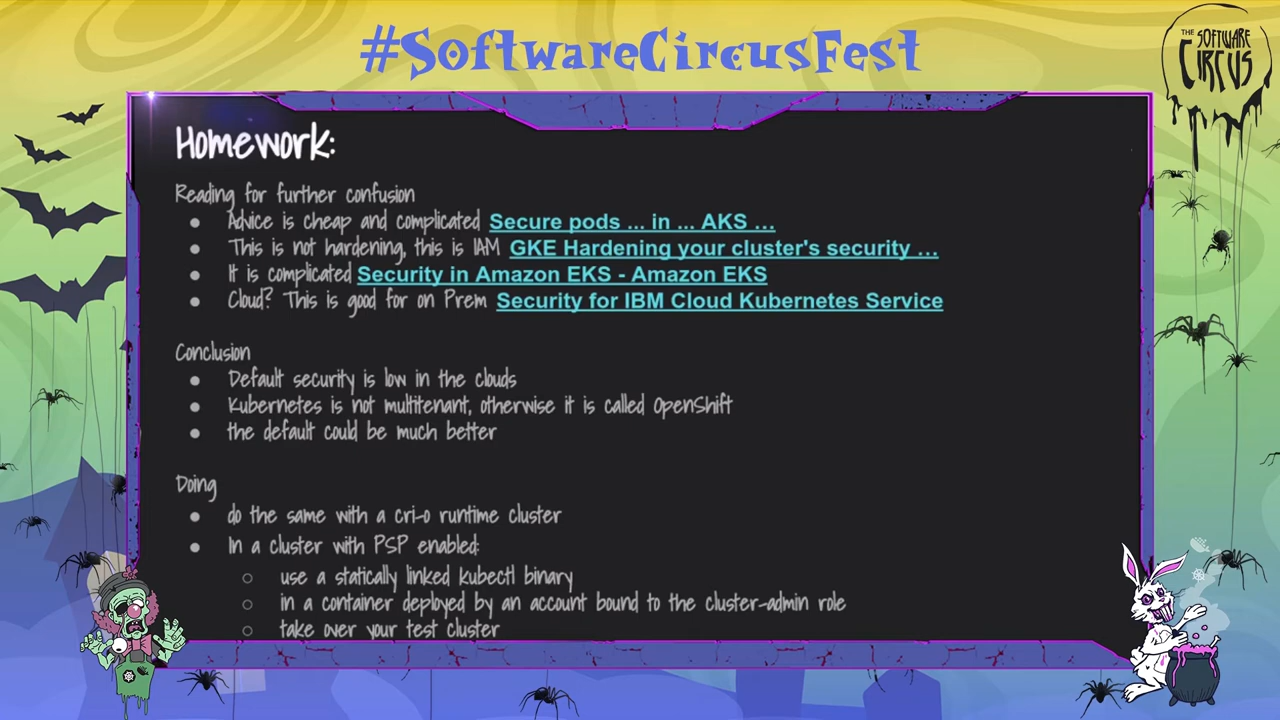 #SoftwareCircusFest
THE SOFTWARE
CIRCUS
Homework:
Reading for further confusion
● Advice is cheap and complicated Secure pods ... in ... AKS ...
● This is not hardening, this is IAM GKE Hardening your cluster's security ...
● It is complicated Security in Amazon EKS - Amazon EKS
● Cloud? This is good for on Prem Security for IBM Cloud Kubernetes Service
Conclusion
● Default security is low in the clouds
● Kubernetes is not multitenant, otherwise it is called OpenShift
● the default could be much better
Doing
● do the same with a cri-o runtime cluster
● In a cluster with PSP enabled:
○ use a statically linked kubectl binary
○ in a container deployed by an account bound to the cluster-admin role
○ take over your test cluster